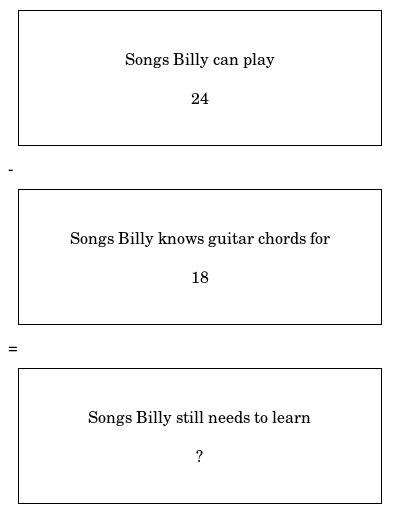 Songs Billy can play
24
-
Songs Billy knows guitar chords for
18
=
Songs Billy still needs to learn
?